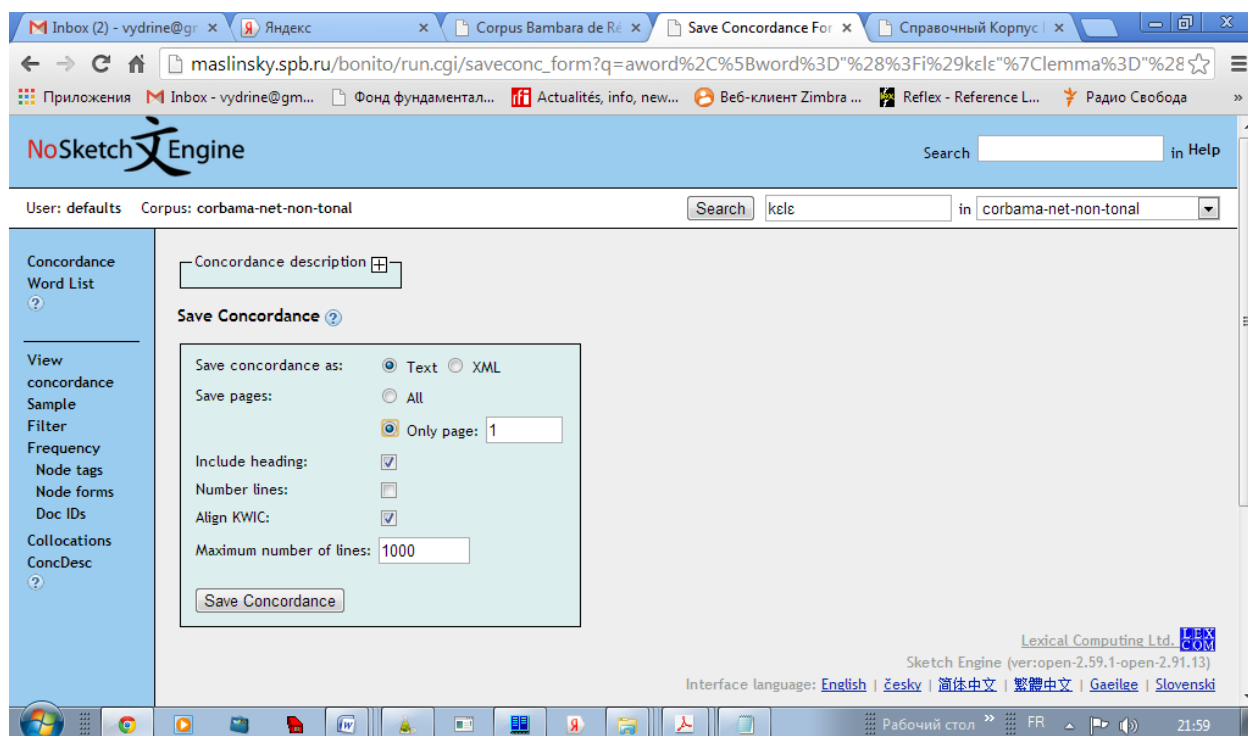 Inbox (2) - vydrine@gr Яндекс Corpus Bambara de Ré Save Concordance For Справочный Корпус
maslinsky.spb.ru/bonito/run.cgi/saveconc_form?q=aword%2C%5Bword%3D"%28%3Fi%29kɛlɛ"%7Clemma%3D"%28
Приложения Inbox - vydrine@gm... Фонд фундаментал... Actualités, info, new... Веб-клиент Zimbra ... Reflex - Reference L... Радио Свобода »
NoSketch Engine Search in Help
User: defaults Corpus: corbama-net-non-tonal Search kɛlɛ in corbama-net-non-tonal
Concordance
Word List
?
View
concordance
Sample
Filter
Frequency
Node tags
Node forms
Doc IDs
Collocations
ConcDesc
?
Concordance description
Save Concordance ?
Save concordance as: Text XML
Save pages: All
Only page: 1
Include heading:
Number lines:
Align KWIC:
Maximum number of lines: 1000
Save Concordance
Lexical Computing Ltd. LEX COM
Sketch Engine (ver:open-2.59.1-open-2.91.13)
Interface language: English | česky | 简体中文 | 繁體中文 | Gaeilge | Slovenski
Рабочий стол » FR 21:59